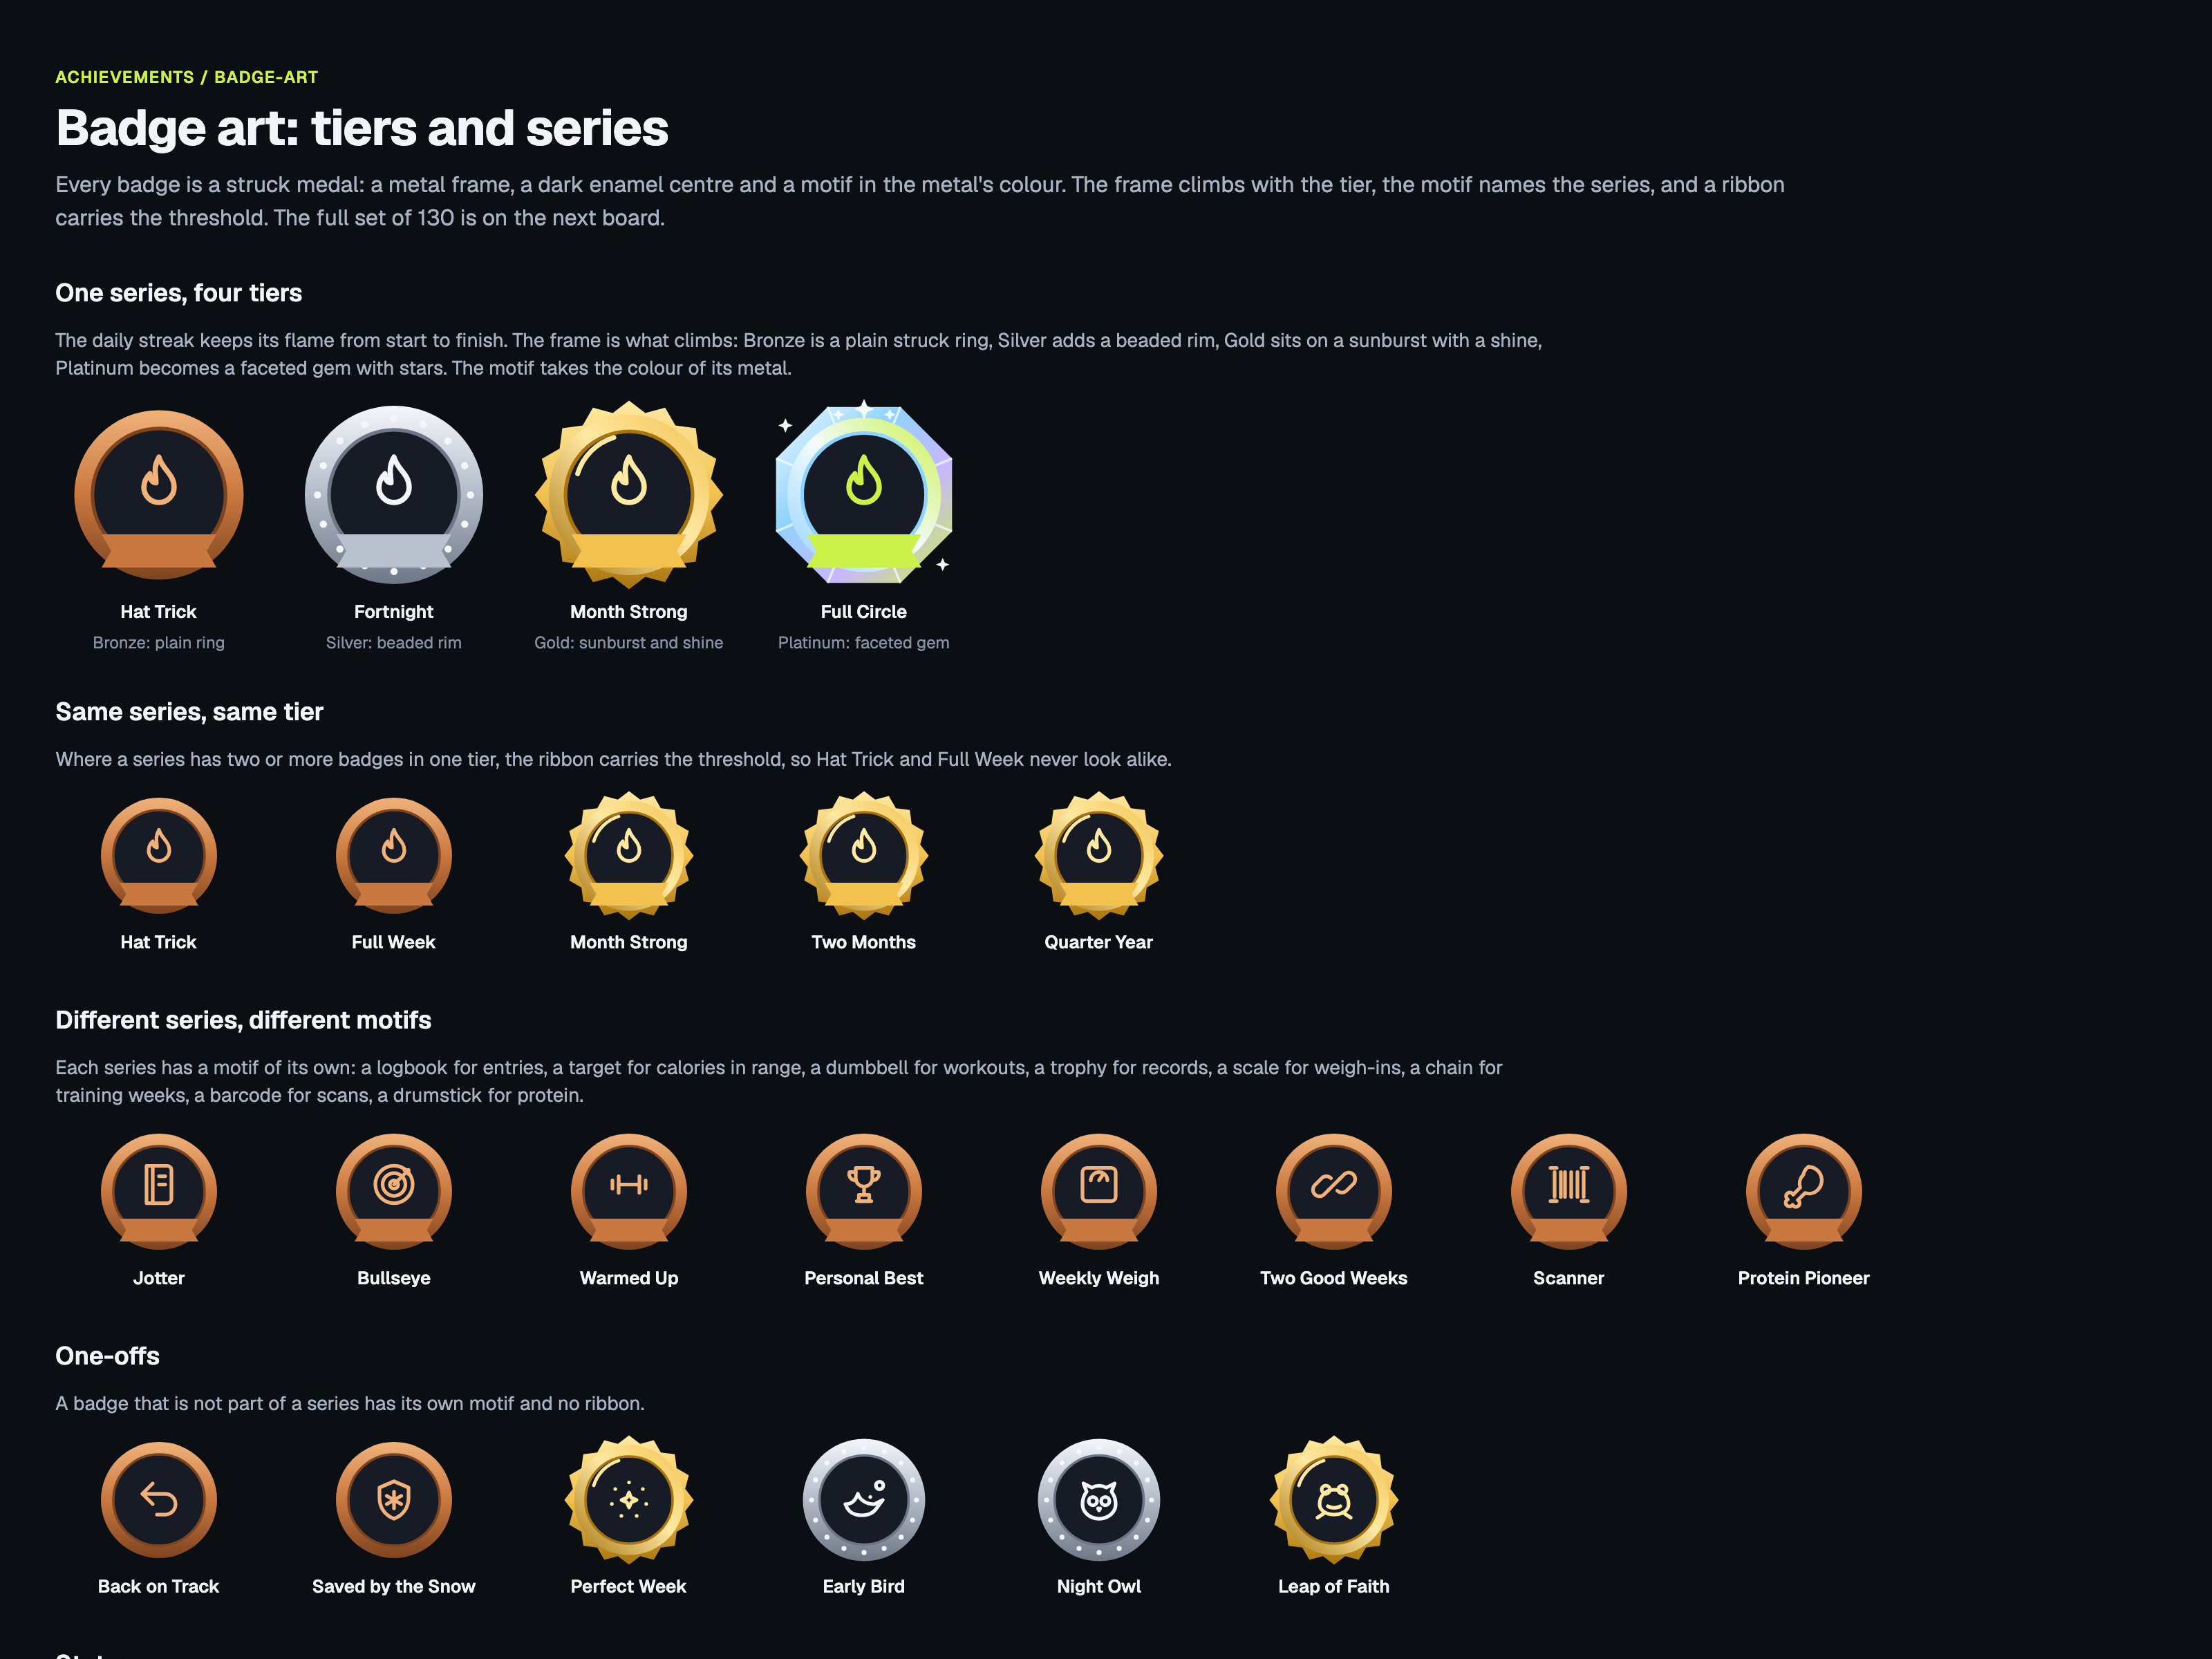 ACHIEVEMENTS / BADGE-ART
Badge art: tiers and series
Every badge is a struck medal: a metal frame, a dark enamel centre and a motif in the metal's colour. The frame climbs with the tier, the motif names the series, and a ribbon
carries the threshold. The full set of 130 is on the next board.
One series, four tiers
The daily streak keeps its flame from start to finish. The frame is what climbs: Bronze is a plain struck ring, Silver adds a beaded rim, Gold sits on a sunburst with a shine,
Platinum becomes a faceted gem with stars. The motif takes the colour of its metal.
Hat Trick
Fortnight
Month Strong
Full Circle
Bronze: plain ring
Silver: beaded rim
Gold: sunburst and shine
Platinum: faceted gem
Same series, same tier
Where a series has two or more badges in one tier, the ribbon carries the threshold, so Hat Trick and Full Week never look alike.
Hat Trick
Full Week
Month Strong
Two Months
Quarter Year
Different series, different motifs
Each series has a motif of its own: a logbook for entries, a target for calories in range, a dumbbell for workouts, a trophy for records, a scale for weigh-ins, a chain for
training weeks, a barcode for scans, a drumstick for protein.
Jotter
Bullseye
Warmed Up
Personal Best
Weekly Weigh
Two Good Weeks
Scanner
Protein Pioneer
One-offs
A badge that is not part of a series has its own motif and no ribbon.
Back on Track
Saved by the Snow
Perfect Week
Early Bird
Night Owl
Leap of Faith